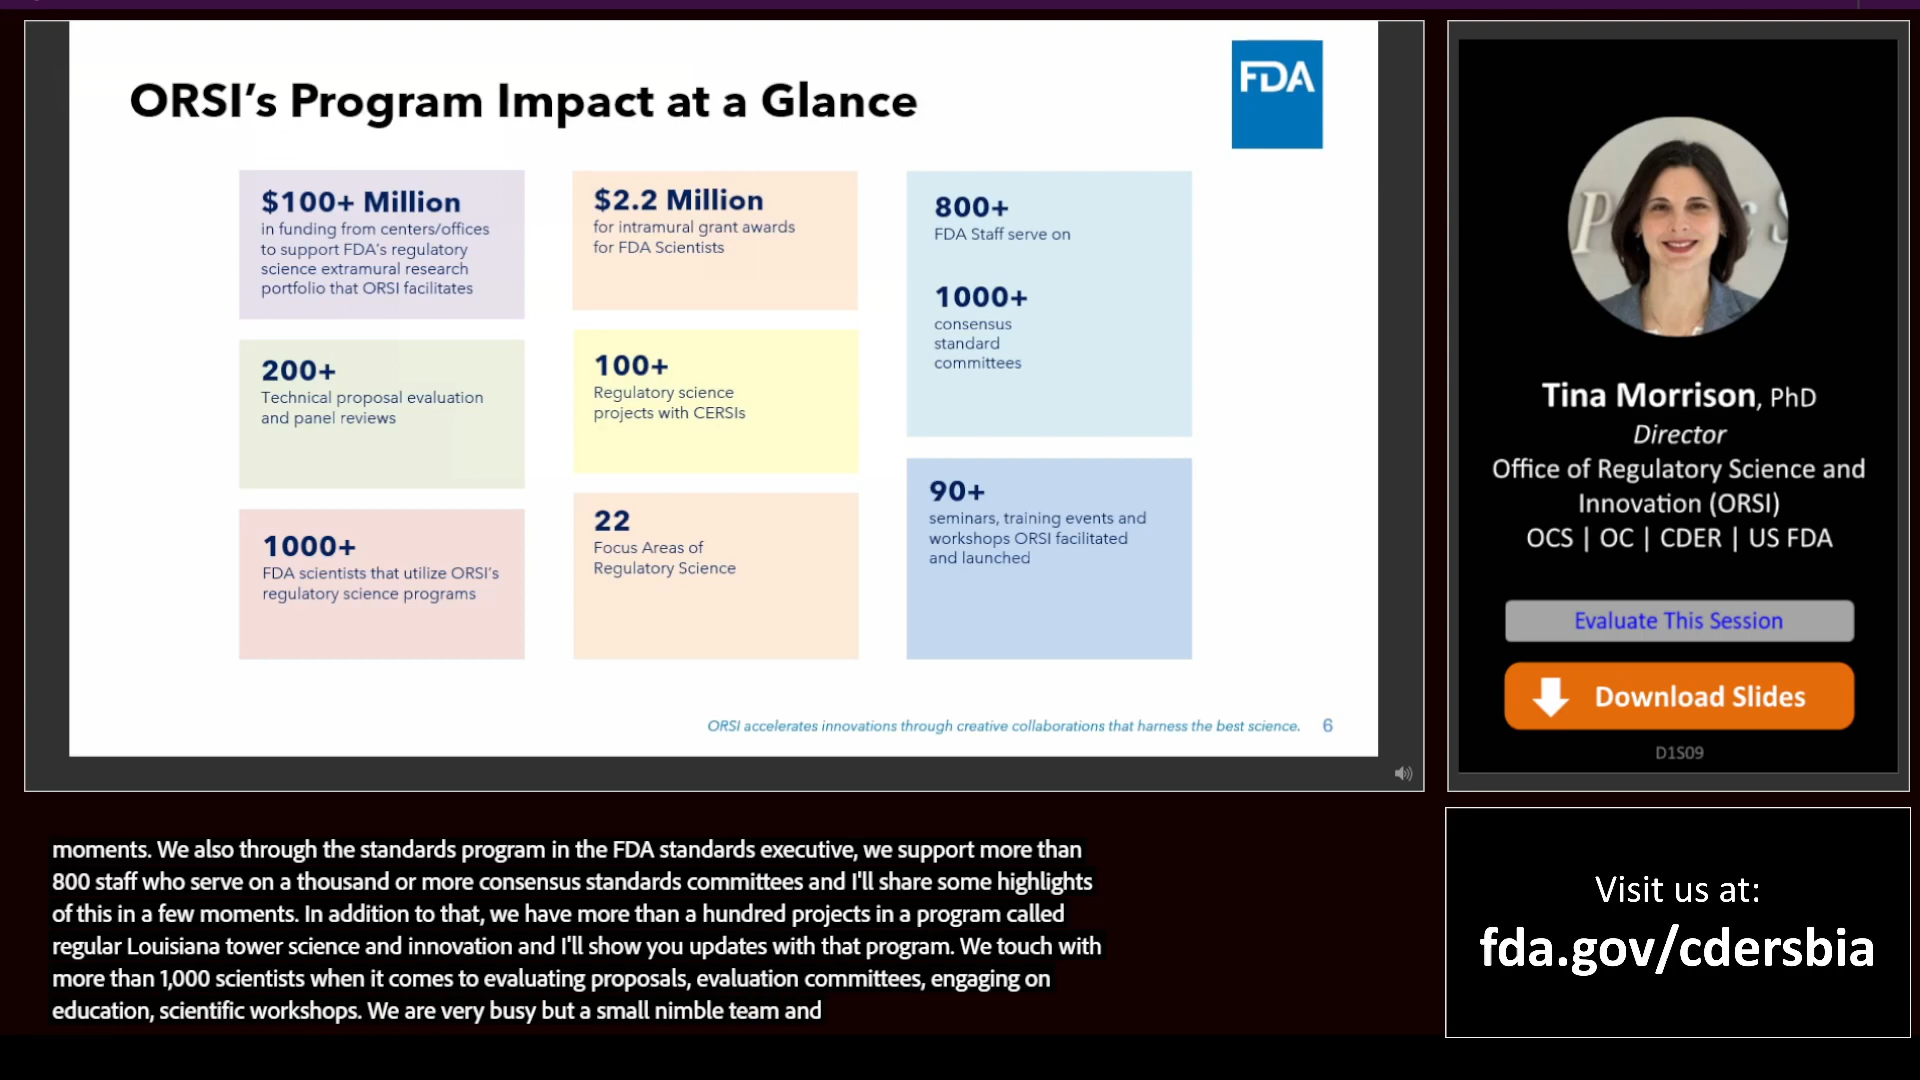 ORSI's Program Impact at a Glance
FDA
$100+ Million
in funding from centers/offices
to support FDA's regulatory
science extramural research
portfolio that ORSI facilitates
200+
Technical proposal evaluation
and panel reviews
1000+
FDA scientists that utilize ORSI's
regulatory science programs
$2.2 Million
for intramural grant awards
for FDA Scientists
100+
Regulatory science
projects with CERSIs
22
Focus Areas of
Regulatory Science
800+
FDA Staff serve on
1000+
consensus
standard
committees
90+
seminars, training events and
workshops ORSI facilitated
and launched
ORSI accelerates innovations through creative collaborations that harness the best science. 6
Tina Morrison, PhD
Director
Office of Regulatory Science and
Innovation (ORSI)
OCS | OC | CDER | US FDA
Evaluate This Session
Download Slides
D1S09
moments. We also through the standards program in the FDA standards executive, we support more than
800 staff who serve on a thousand or more consensus standards committees and I'll share some highlights
of this in a few moments. In addition to that, we have more than a hundred projects in a program called
regular Louisiana tower science and innovation and I'll show you updates with that program. We touch with
more than 1,000 scientists when it comes to evaluating proposals, evaluation committees, engaging on
education, scientific workshops. We are very busy but a small nimble team and
Visit us at:
fda.gov/cdersbia